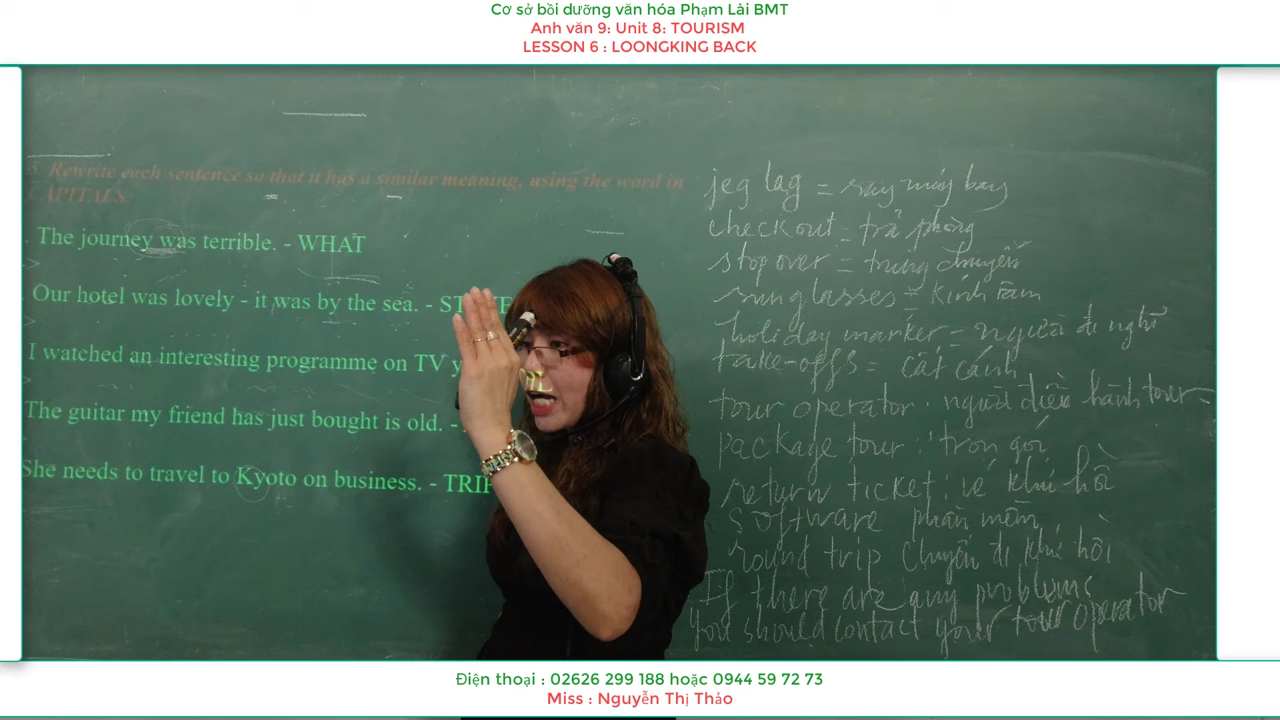 Cơ sở bồi dưỡng văn hóa Phạm Lài BMT
Anh văn 9: Unit 8: TOURISM
LESSON 6 : LOONGKING BACK
5. Rewrite each sentence so that it has a similar meaning, using the word in
CAPITALS:
The journey was terrible. - WHAT
>
Our hotel was lovely - it was by the sea. -
>
I watched an interesting programme on TV
>
The guitar my friend has just bought is old. -
She needs to travel to Kyoto on business. - TRIP
jeg lag = say máy bay
check out = trả phòng
stop over = trung chuyển
sunglasses = kính râm
holiday marker = người đi nghỉ
take-offs = cất cánh
tour operator . người điều hành tour
package tour : trọn gói
return ticket : vé khứ hồi
software phần mềm
round trip chuyến đi khứ hồi
If there are any problems
you should contact your tour operator
Điện thoại : 02626 299 188 hoặc 0944 59 72 73
Miss : Nguyễn Thị Thảo